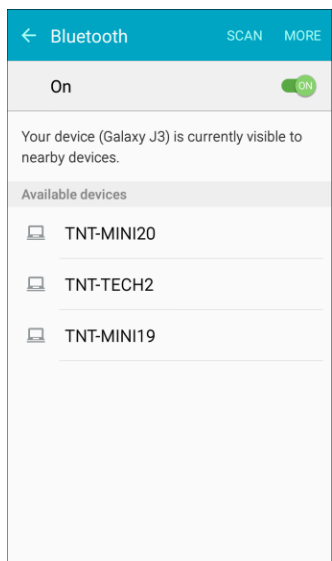 Bluetooth SCAN MORE
On ON
Your device (Galaxy J3) is currently visible to
nearby devices.
Available devices
TNT-MINI20
TNT-TECH2
TNT-MINI19